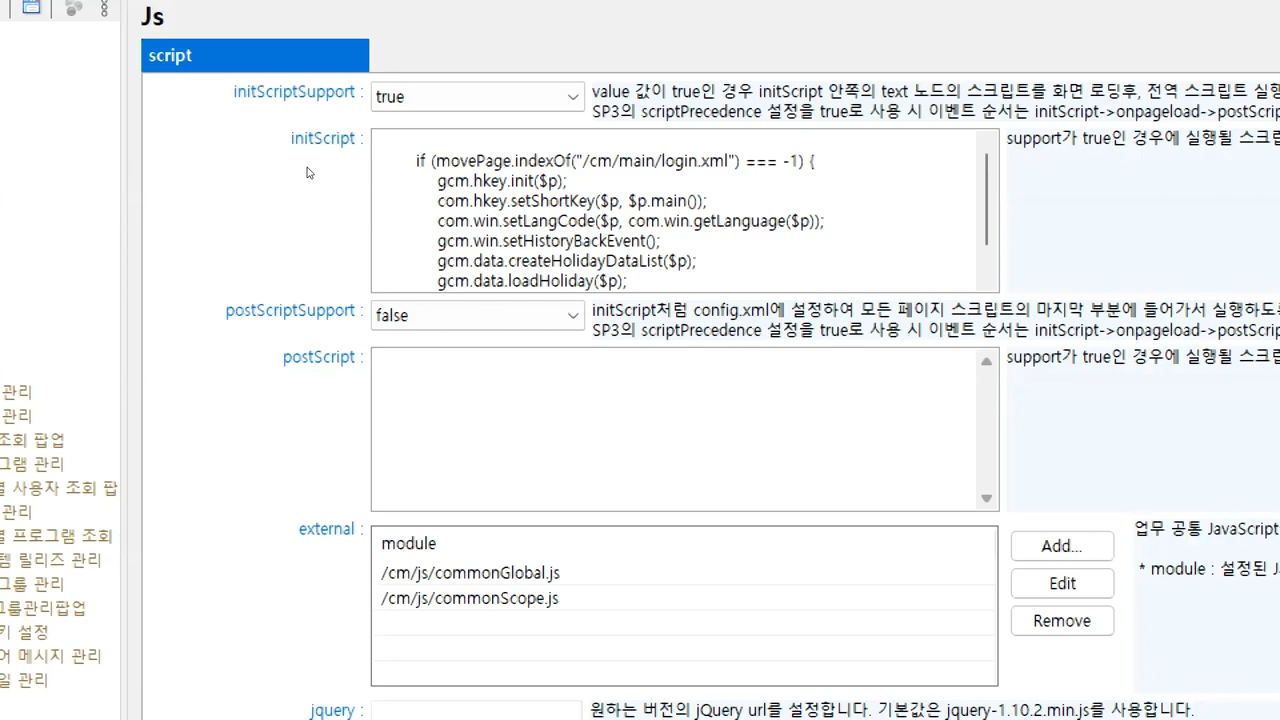 Js
script
initScriptSupport :
true
value 값이 true인 경우 initScript 안쪽의 text 노드의 스크립트를 화면 로딩후, 전역 스크립트 실행
SP3의 scriptPrecedence 설정을 true로 사용 시 이벤트 순서는 initScript->onpageload->postScrip
initScript :
if (movePage.indexOf("/cm/main/login.xml") === -1) {
gcm.hkey.init($p);
com.hkey.setShortKey($p, $p.main());
com.win.setLangCode($p, com.win.getLanguage($p));
gcm.win.setHistoryBackEvent();
gcm.data.createHolidayDataList($p);
gcm.data.loadHoliday($p);
support가 true인 경우에 실행될 스크립
postScriptSupport :
false
initScript처럼 config.xml에 설정하여 모든 페이지 스크립트의 마지막 부분에 들어가서 실행하도록
SP3의 scriptPrecedence 설정을 true로 사용 시 이벤트 순서는 initScript->onpageload->postScrip
postScript :
support가 true인 경우에 실행될 스크립
external :
module
/cm/js/commonGlobal.js
/cm/js/commonScope.js
Add...
Edit
Remove
업무 공통 JavaScript
* module : 설정된 J
jquery :
원하는 버전의 jQuery url를 설정합니다. 기본값은 jquery-1.10.2.min.js를 사용합니다.
관리
관리
조회 팝업
그램 관리
사용자 조회 팝
관리
프로그램 조회
템 릴리즈 관리
그룹 관리
그룹관리팝업
키 설정
어 메시지 관리
일 관리